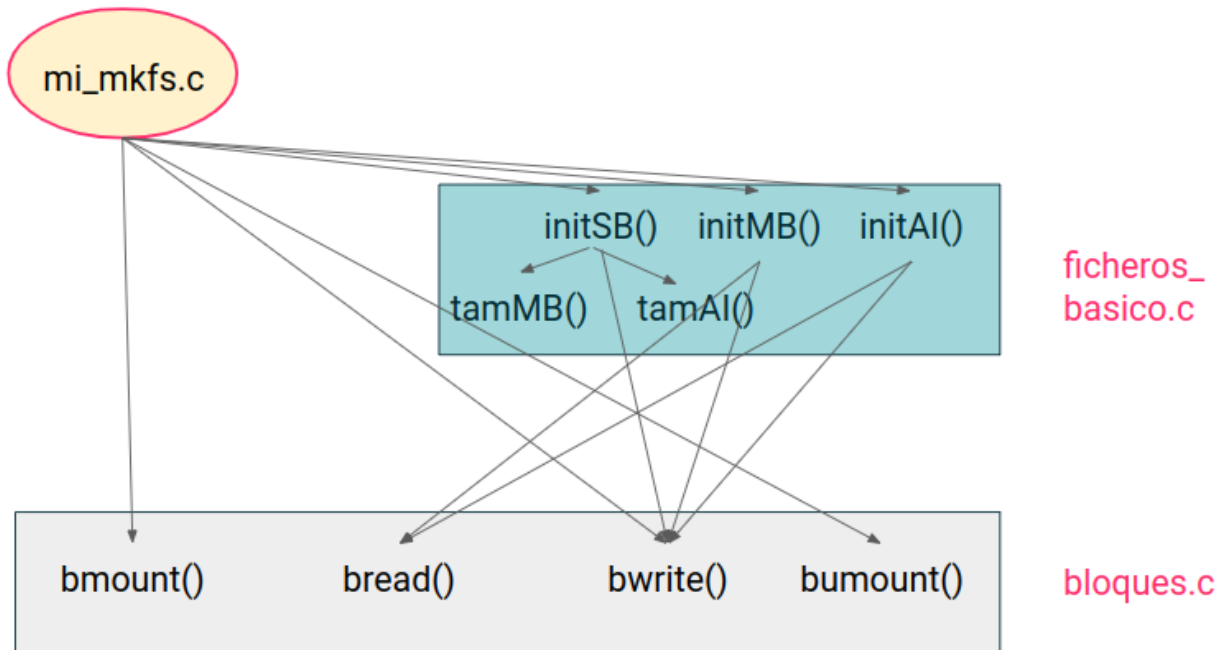 mi_mkfs.c
initSB() initMB() initAI()
tamMB() tamAI()
ficheros_
basico.c
bmount() bread() bwrite() bumount()
bloques.c